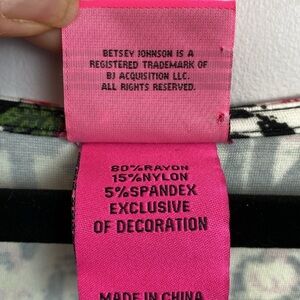 BETSEY JOHNSON IS A
REGISTERED TRADEMARK OF
BJ ACQUISITION LLC.
ALL RIGHTS RESERVED.
80%RAYON
15%NYLON
5%SPANDEX
EXCLUSIVE
OF DECORATION
MADE IN CHINA